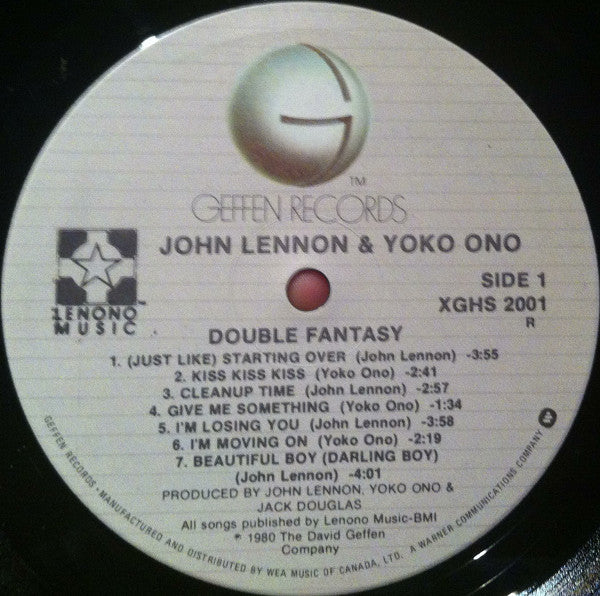 G
TM
GEFFEN RECORDS
JOHN LENNON & YOKO ONO
LENONO
MUSIC
SIDE 1
XGHS 2001
R
DOUBLE FANTASY
1. (JUST LIKE) STARTING OVER (John Lennon) -3:55
2. KISS KISS KISS (Yoko Ono) -2:41
3. CLEANUP TIME (John Lennon) -2:57
4. GIVE ME SOMETHING (Yoko Ono) -1:34
5. I'M LOSING YOU (John Lennon) -3:58
6. I'M MOVING ON (Yoko Ono) -2:19
7. BEAUTIFUL BOY (DARLING BOY)
(John Lennon) -4:01
PRODUCED BY JOHN LENNON, YOKO ONO &
JACK DOUGLAS
All songs published by Lenono Music-BMI
℗ 1980 The David Geffen
Company
GEFFEN RECORDS - MANUFACTURED AND DISTRIBUTED BY WEA MUSIC OF CANADA, LTD. A WARNER COMMUNICATIONS COMPANY